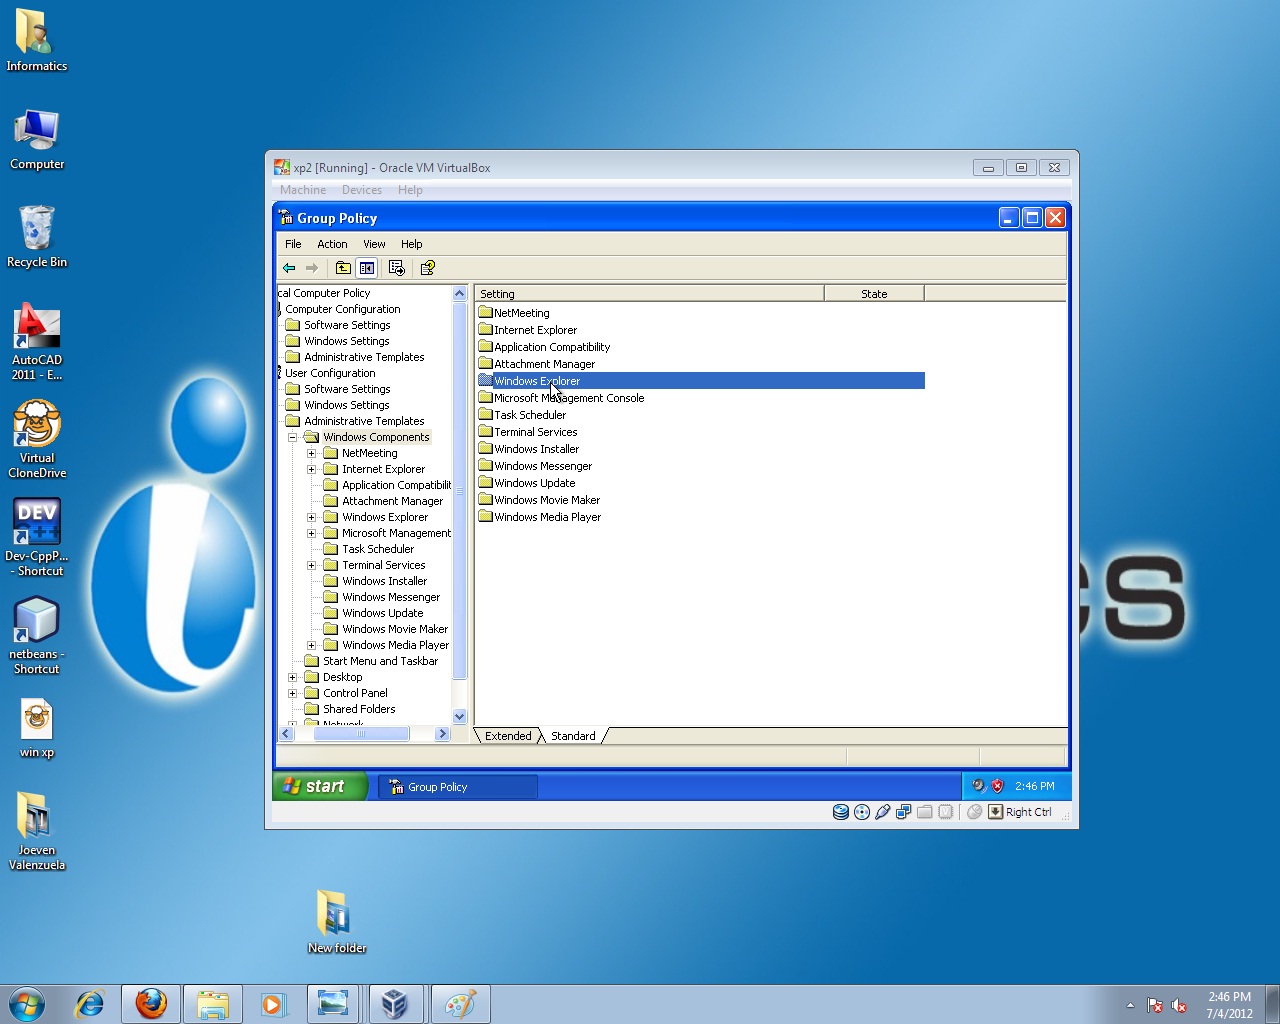 Informatics
Computer
Recycle Bin
AutoCAD
2011 - E...
Virtual
CloneDrive
DEV
Dev-CppP...
- Shortcut
netbeans -
Shortcut
win xp
Joeven
Valenzuela
New folder
cs
xp2 [Running] - Oracle VM VirtualBox
Machine Devices Help
Group Policy
File Action View Help
cal Computer Policy
Computer Configuration
Software Settings
Windows Settings
Administrative Templates
User Configuration
Software Settings
Windows Settings
Administrative Templates
Windows Components
NetMeeting
Internet Explorer
Application Compatibilit
Attachment Manager
Windows Explorer
Microsoft Management
Task Scheduler
Terminal Services
Windows Installer
Windows Messenger
Windows Update
Windows Movie Maker
Windows Media Player
Start Menu and Taskbar
Desktop
Control Panel
Shared Folders
Network
Setting State
NetMeeting
Internet Explorer
Application Compatibility
Attachment Manager
Windows Explorer
Microsoft Management Console
Task Scheduler
Terminal Services
Windows Installer
Windows Messenger
Windows Update
Windows Movie Maker
Windows Media Player
Extended Standard
start Group Policy 2:46 PM
Right Ctrl
2:46 PM
7/4/2012